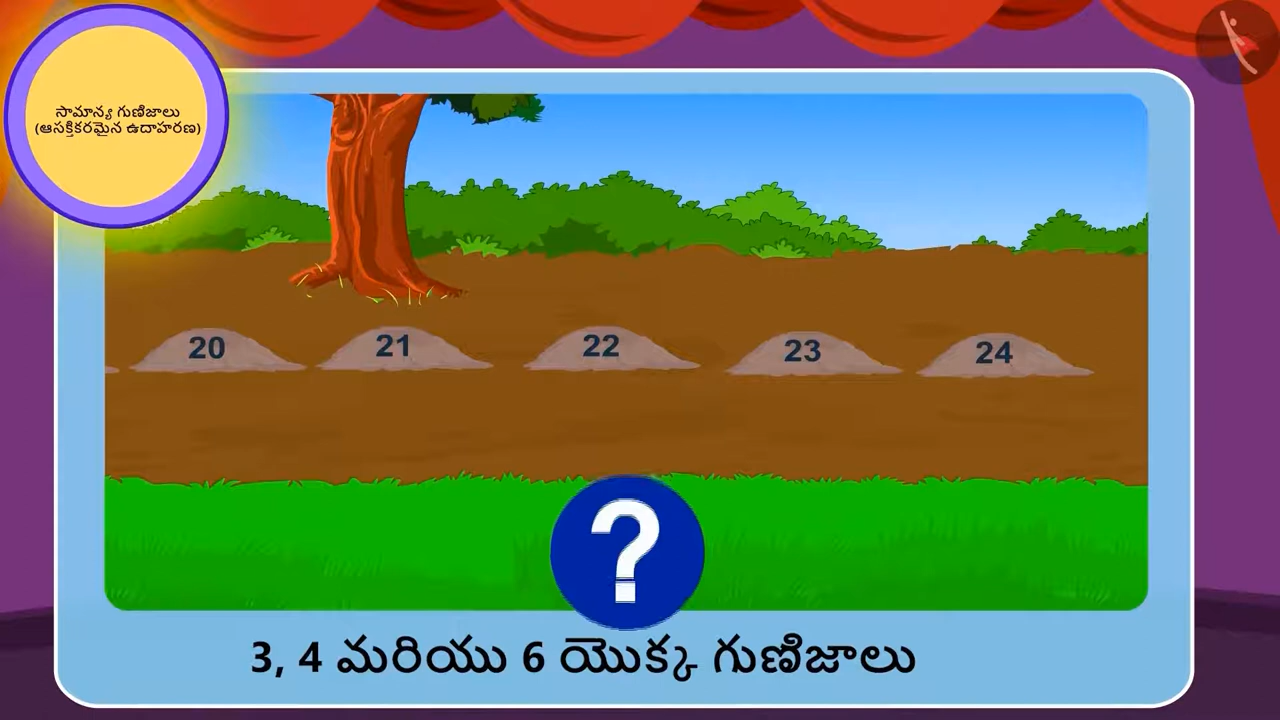 సామాన్య గుణిజాలు
(ఆసక్తికరమైన ఉదాహరణ)
20 21 22 23 24
?
3, 4 మరియు 6 యొక్క గుణిజాలు